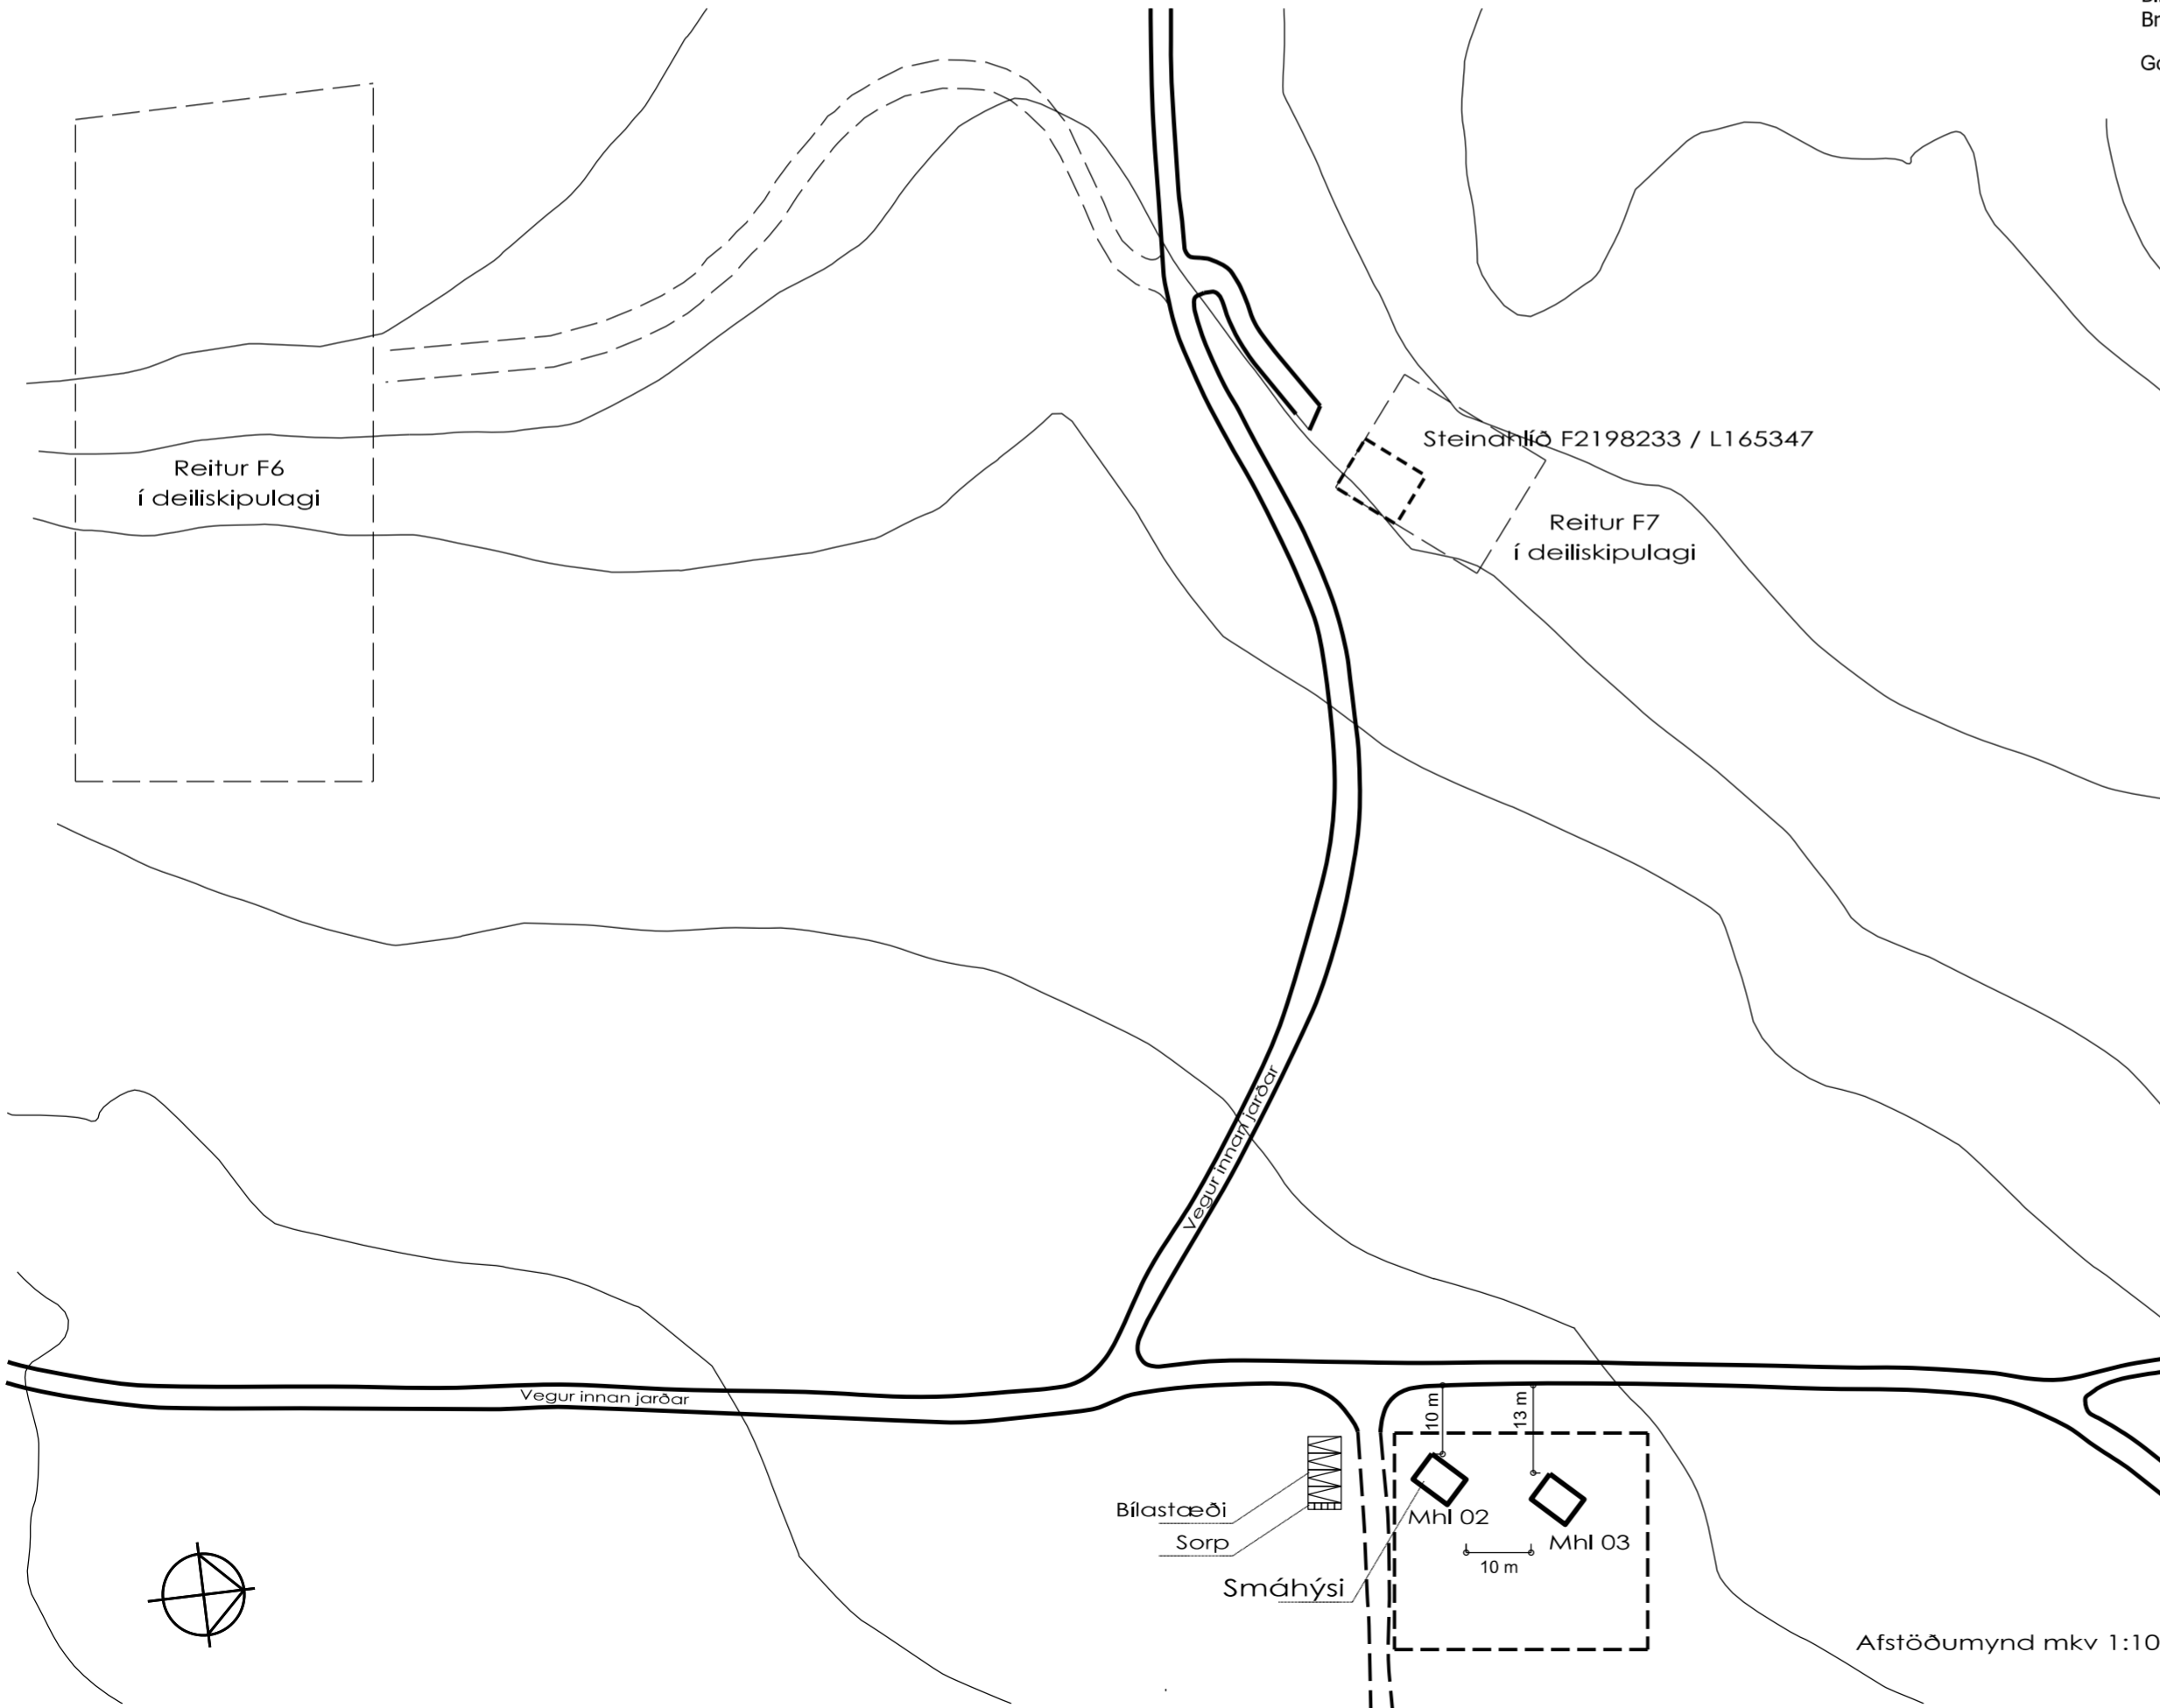 Br
Steinahlíð F2198233 / L165347
Reitur F6
í deiliskipulagi
Reitur F7
í deiliskipulagi
Vegur innan jarðar
Vegur innan jarðar
10 m
13 m
Bílastæði
Sorp
Mhl 02
Mhl 03
10 m
Smáhýsi
Afstöðumynd mkv 1:10